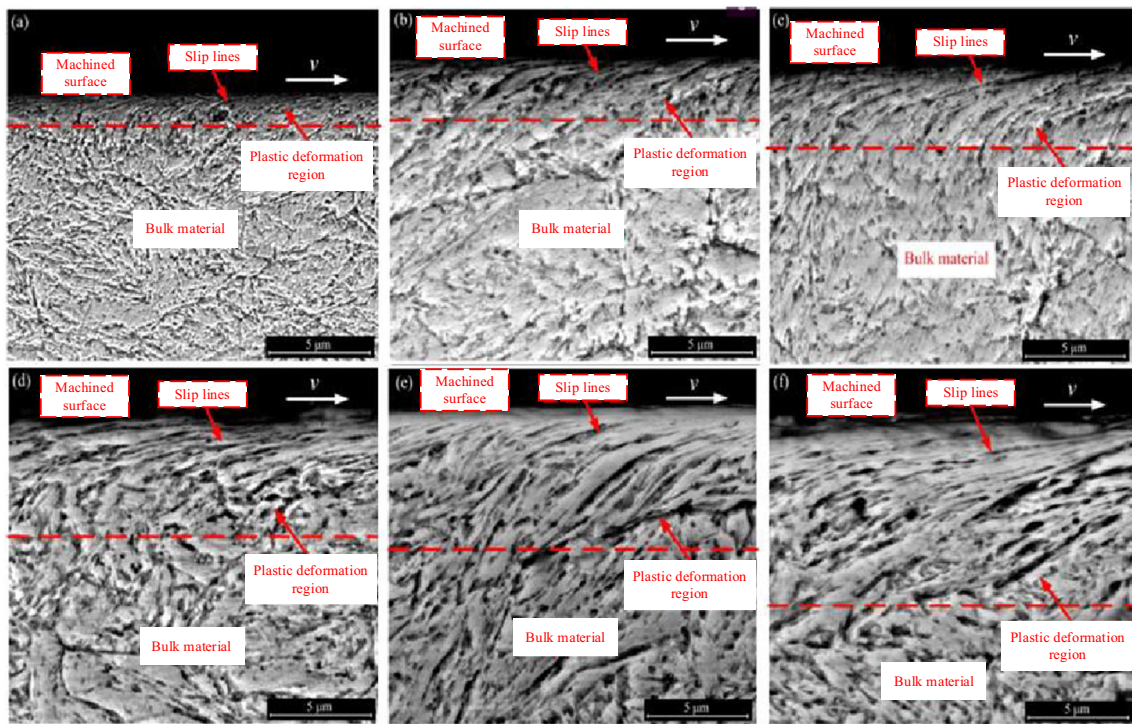 (a)
Machined
surface
Slip lines
v
Plastic deformation
region
Bulk material
5 μm
(b)
Machined
surface
Slip lines
v
Plastic deformation
region
Bulk material
5 μm
(c)
Machined
surface
Slip lines
v
Plastic deformation
region
Bulk material
5 μm
(d)
Machined
surface
Slip lines
v
Plastic deformation
region
Bulk material
5 μm
(e)
Machined
surface
Slip lines
v
Plastic deformation
region
Bulk material
5 μm
(f)
Machined
surface
Slip lines
v
Plastic deformation
region
Bulk material
5 μm